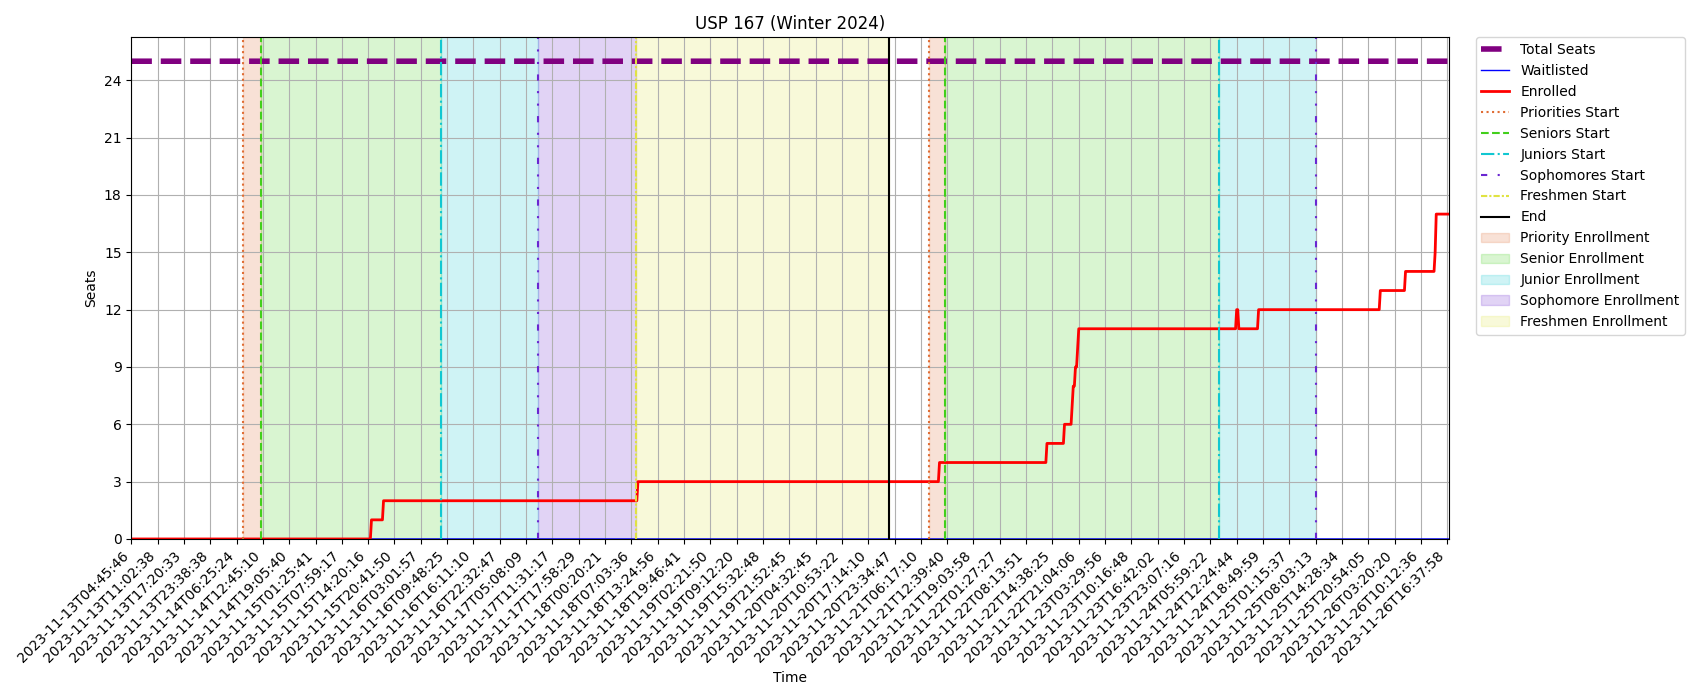 USP 167 (Winter 2024)
Total Seats
Waitlisted
Enrolled
Priorities Start
Seniors Start
Juniors Start
Sophomores Start
Freshmen Start
End
Priority Enrollment
Senior Enrollment
Junior Enrollment
Sophomore Enrollment
Freshmen Enrollment
Seats
24
21
18
15
12
9
6
3
0
2023-11-13T04:45:46
2023-11-13T11:02:38
2023-11-13T17:20:33
2023-11-13T23:38:38
2023-11-14T06:25:24
2023-11-14T12:45:10
2023-11-14T19:05:40
2023-11-15T01:25:41
2023-11-15T07:59:17
2023-11-15T14:20:16
2023-11-15T20:41:50
2023-11-16T03:01:57
2023-11-16T09:48:25
2023-11-16T16:11:10
2023-11-16T22:32:47
2023-11-17T05:08:09
2023-11-17T11:31:17
2023-11-17T17:58:29
2023-11-18T00:20:21
2023-11-18T07:03:36
2023-11-18T13:24:56
2023-11-18T19:46:41
2023-11-19T02:21:50
2023-11-19T09:12:20
2023-11-19T15:32:48
2023-11-19T21:52:45
2023-11-20T04:32:45
2023-11-20T10:53:22
2023-11-20T17:14:10
2023-11-20T23:34:47
2023-11-21T06:17:10
2023-11-21T12:39:40
2023-11-21T19:03:58
2023-11-22T01:27:27
2023-11-22T08:13:51
2023-11-22T14:38:25
2023-11-22T21:04:06
2023-11-23T03:29:56
2023-11-23T10:16:48
2023-11-23T16:42:02
2023-11-23T23:07:16
2023-11-24T05:59:22
2023-11-24T12:24:44
2023-11-24T18:49:59
2023-11-25T01:15:37
2023-11-25T08:03:13
2023-11-25T14:28:34
2023-11-25T20:54:05
2023-11-26T03:20:20
2023-11-26T10:12:36
2023-11-26T16:37:58
Time